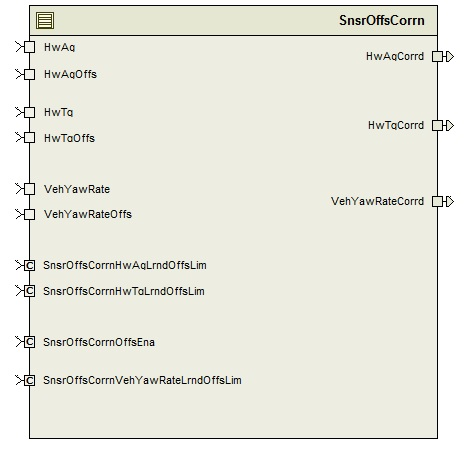 SnsrOffsCorrn
HwAg
HwAgCorrd
HwAgOffs
HwTq
HwTqCorrd
HwTqOffs
VehYawRate
VehYawRateCorrd
VehYawRateOffs
C SnsrOffsCorrnHwAgLrndOffsLim
C SnsrOffsCorrnHwTqLrndOffsLim
C SnsrOffsCorrnOffsEna
C SnsrOffsCorrnVehYawRateLrndOffsLim